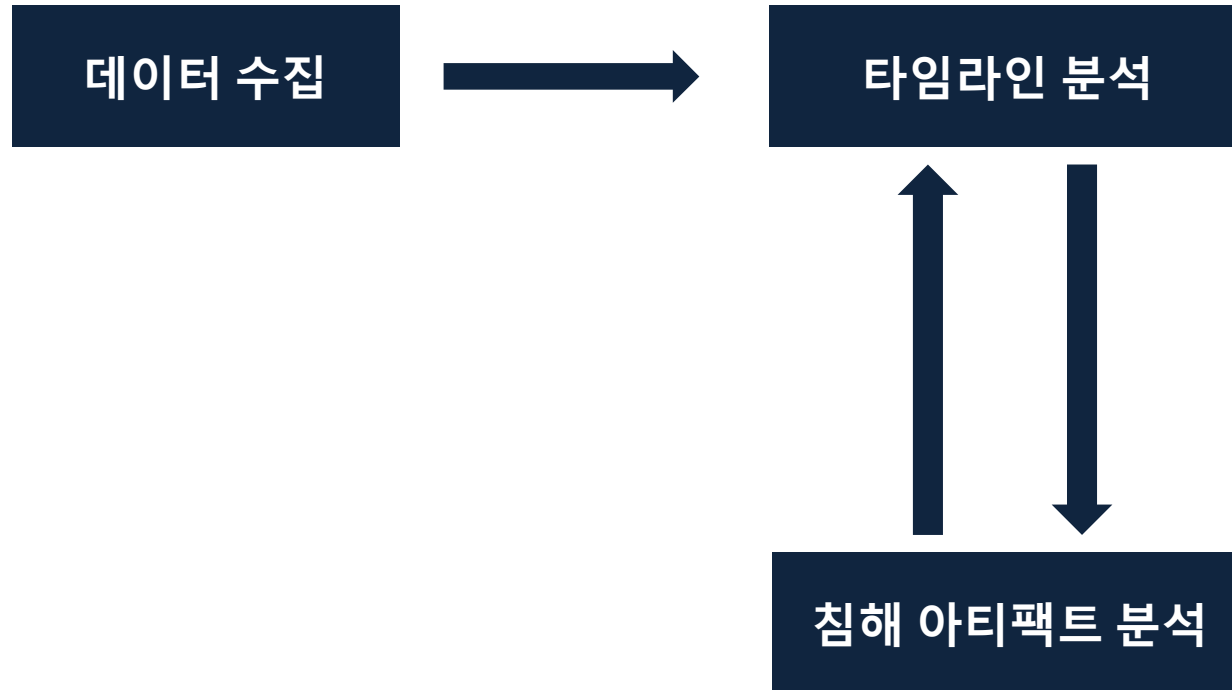 데이터 수집
타임라인 분석
침해 아티팩트 분석